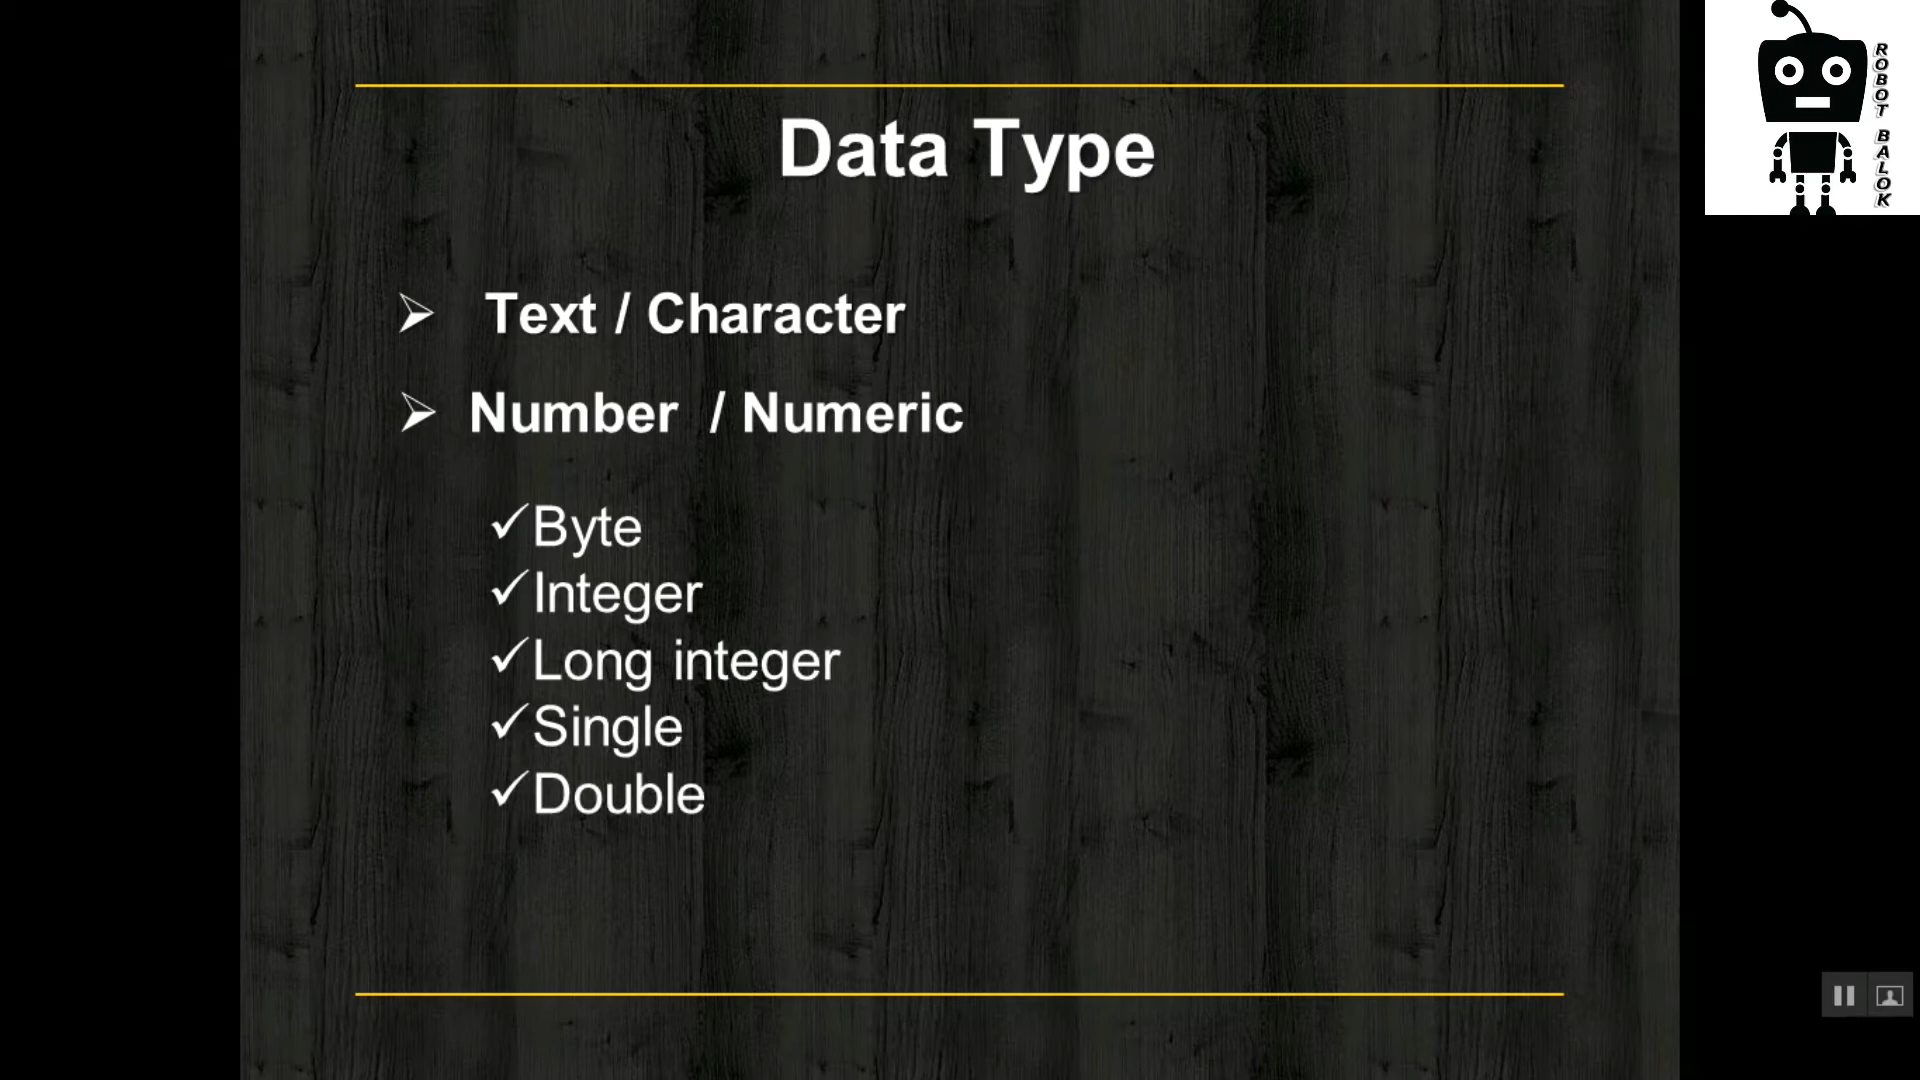 Data Type
Text / Character
Number / Numeric
Byte
Integer
Long integer
Single
Double
ROBOT BALOK